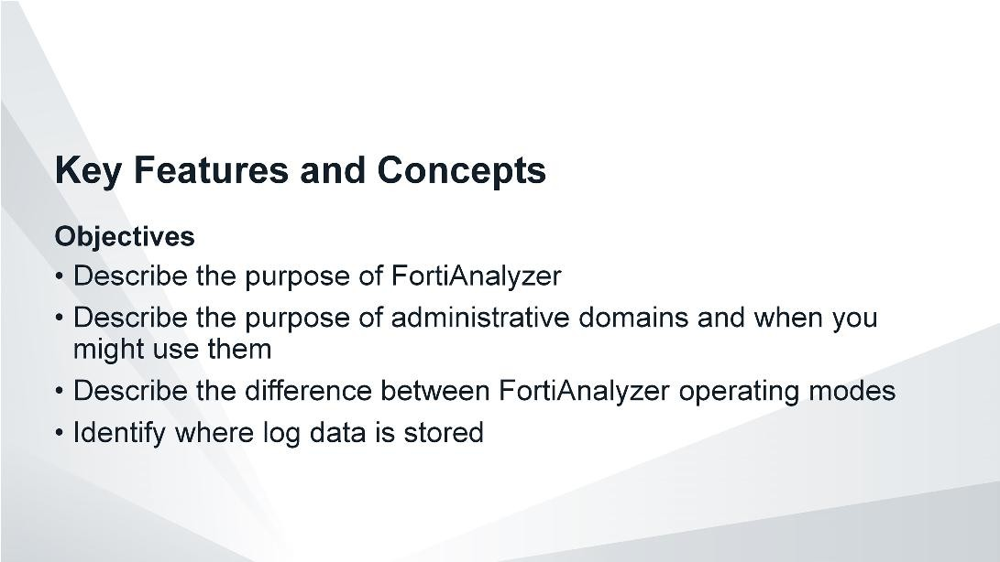 Key Features and Concepts
Objectives
• Describe the purpose of FortiAnalyzer
• Describe the purpose of administrative domains and when you
might use them
• Describe the difference between FortiAnalyzer operating modes
• Identify where log data is stored